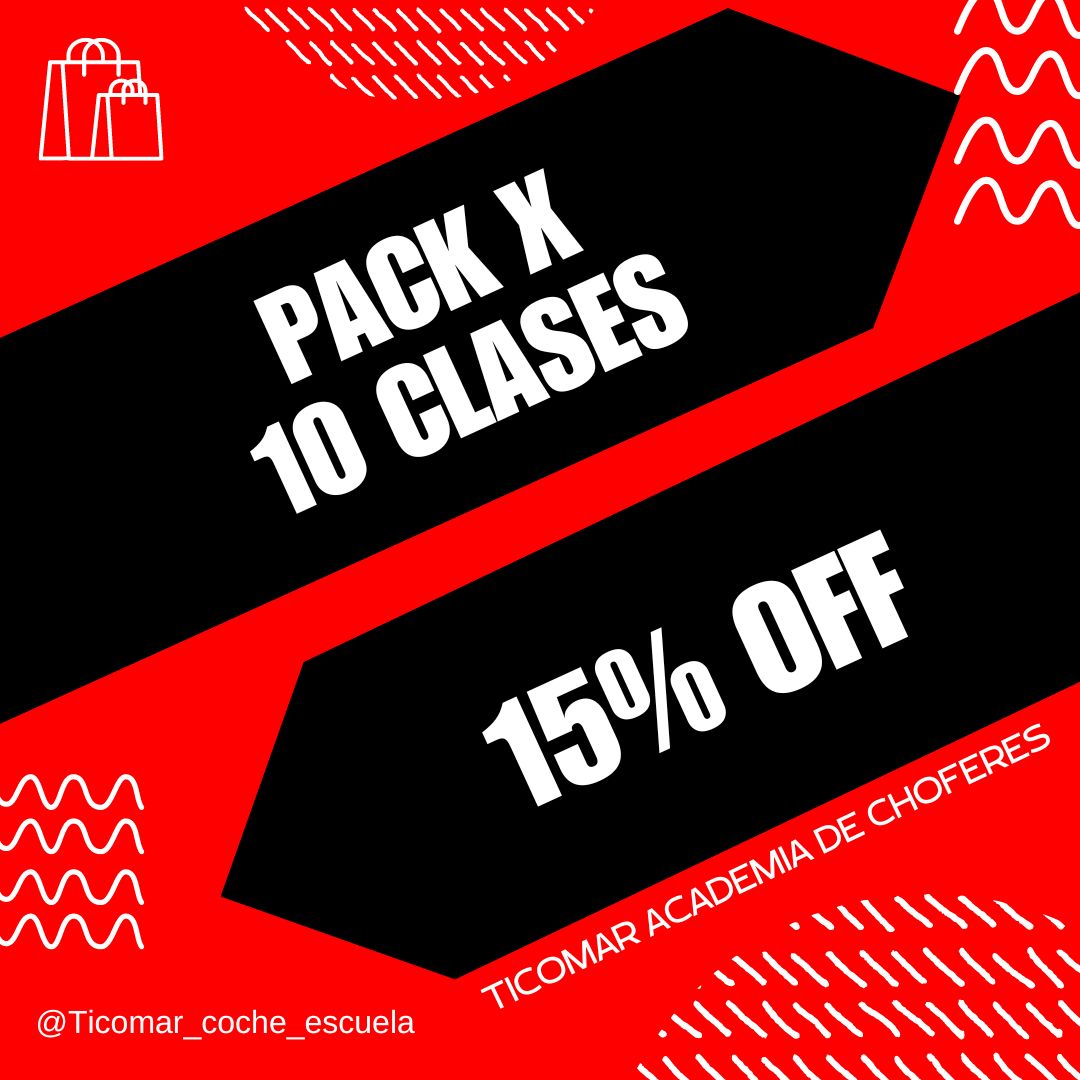 PACK X
10 CLASES
15% OFF
TICOMAR ACADEMIA DE CHOFERES
@Ticomar_coche_escuela